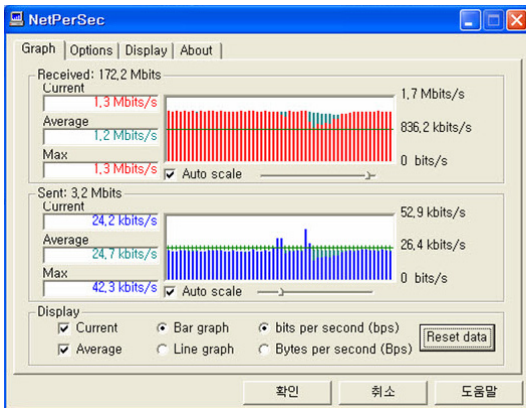 NetPerSec
Graph Options Display About
Received: 172,2 Mbits
Current
1,3 Mbits/s
Average
1,2 Mbits/s
Max
1,3 Mbits/s
Auto scale
1,7 Mbits/s
836,2 kbits/s
0 bits/s
Sent: 3,2 Mbits
Current
24,2 kbits/s
Average
24,7 kbits/s
Max
42,3 kbits/s
Auto scale
52,9 kbits/s
26,4 kbits/s
0 bits/s
Display
Current Bar graph bits per second (bps)
Average Line graph Bytes per second (Bps)
Reset data
확인 취소 도움말